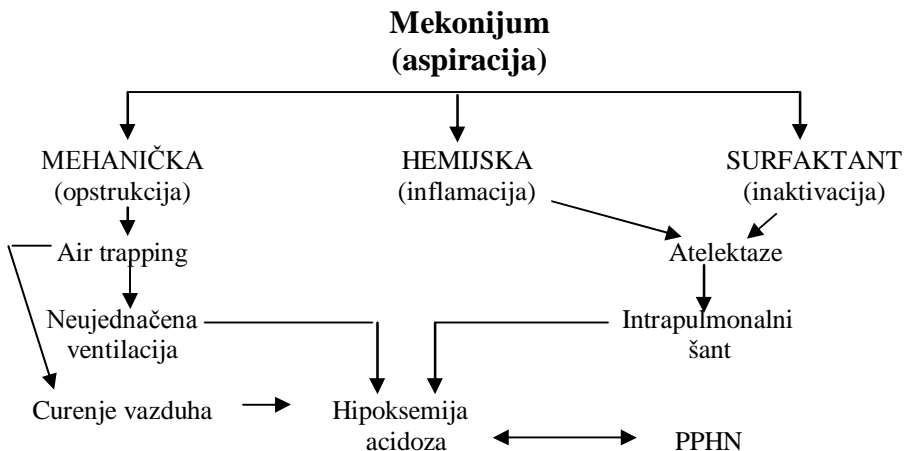 Mekonijum
(aspiracija)
MEHANIČKA
(opstrukcija)
HEMIJSKA
(inflamacija)
SURFAKTANT
(inaktivacija)
Air trapping
Atelektaze
Neujednačena
ventilacija
Intrapulmonalni
šant
Curenje vazduha
Hipoksemija
acidoza
PPHN